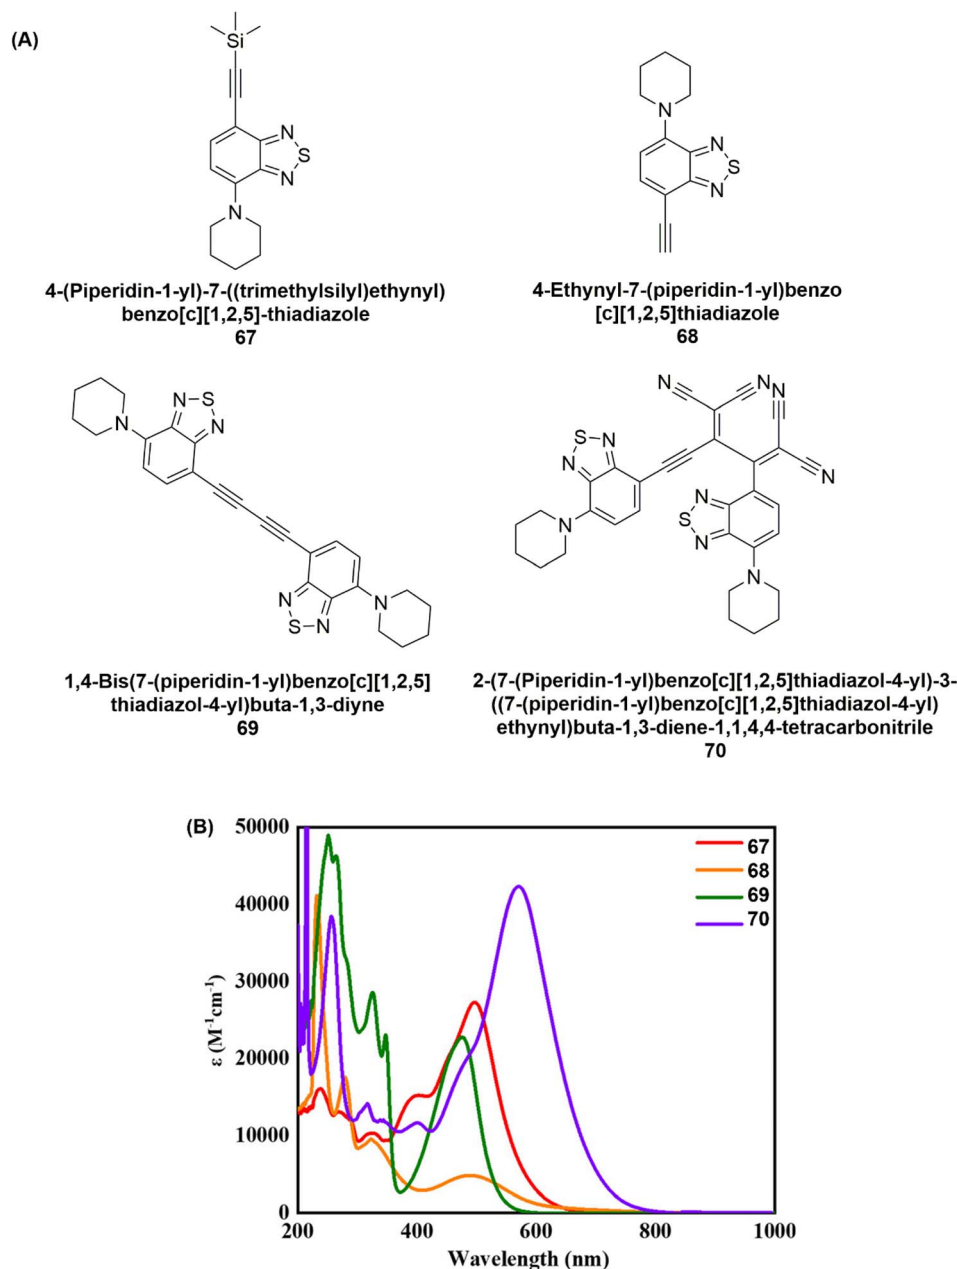 (A)
Si
N
S
N
N
4-(Piperidin-1-yl)-7-((trimethylsilyl)ethynyl)
benzo[c][1,2,5]-thiadiazole
67
N
N
S
N
4-Ethynyl-7-(piperidin-1-yl)benzo
[c][1,2,5]thiadiazole
68
N
N
S
N
N
S
N
N
1,4-Bis(7-(piperidin-1-yl)benzo[c][1,2,5]
thiadiazol-4-yl)buta-1,3-diyne
69
N
N
N
N
S
N
N
N
N
S
N
N
2-(7-(Piperidin-1-yl)benzo[c][1,2,5]thiadiazol-4-yl)-3-
((7-(piperidin-1-yl)benzo[c][1,2,5]thiadiazol-4-yl)
ethynyl)buta-1,3-diene-1,1,4,4-tetracarbonitrile
70
(B)
50000
40000
30000
20000
10000
0
ε (M⁻¹cm⁻¹)
67
68
69
70
200
400
600
800
1000
Wavelength (nm)